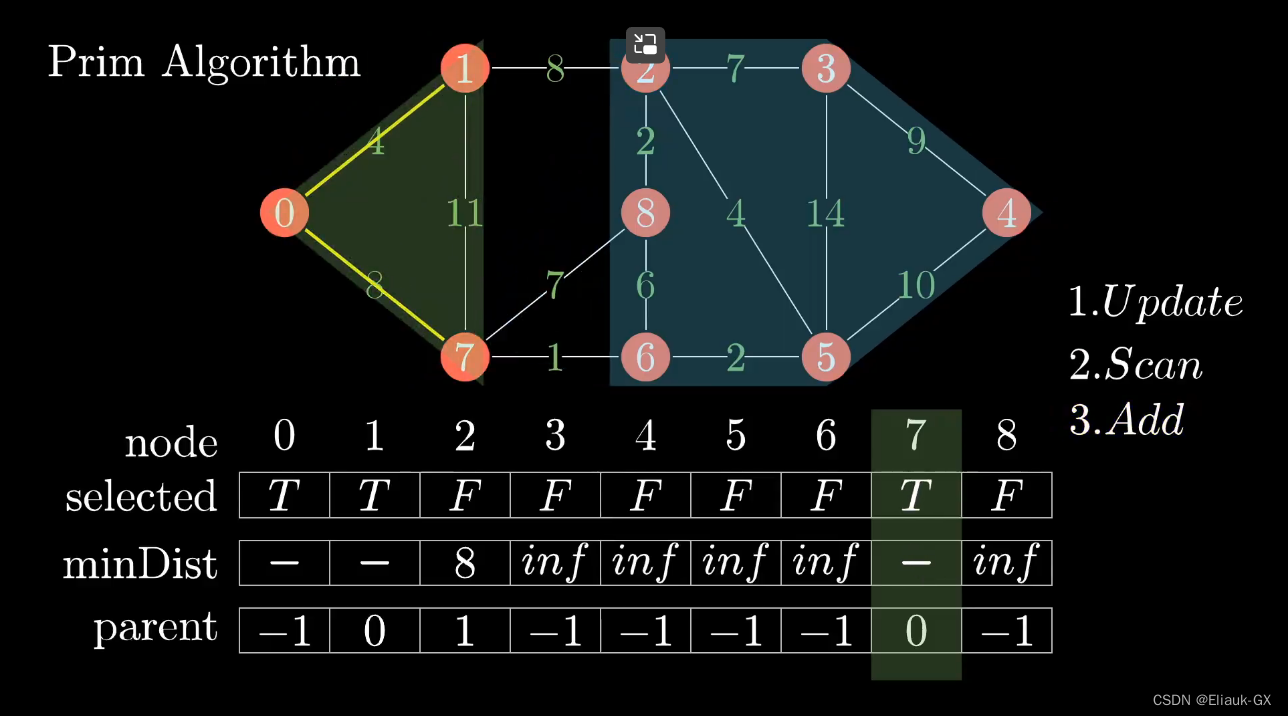 Prim Algorithm
1 8 2 7 3
4 2 9
0 11 8 4 14 4
8 7 6 10
7 1 6 2 5
1.Update
2.Scan
3.Add
node 0 1 2 3 4 5 6 7 8
selected T T F F F F F T F
minDist − − 8 inf inf inf inf − inf
parent −1 0 1 −1 −1 −1 −1 0 −1
CSDN @Eliauk-GX